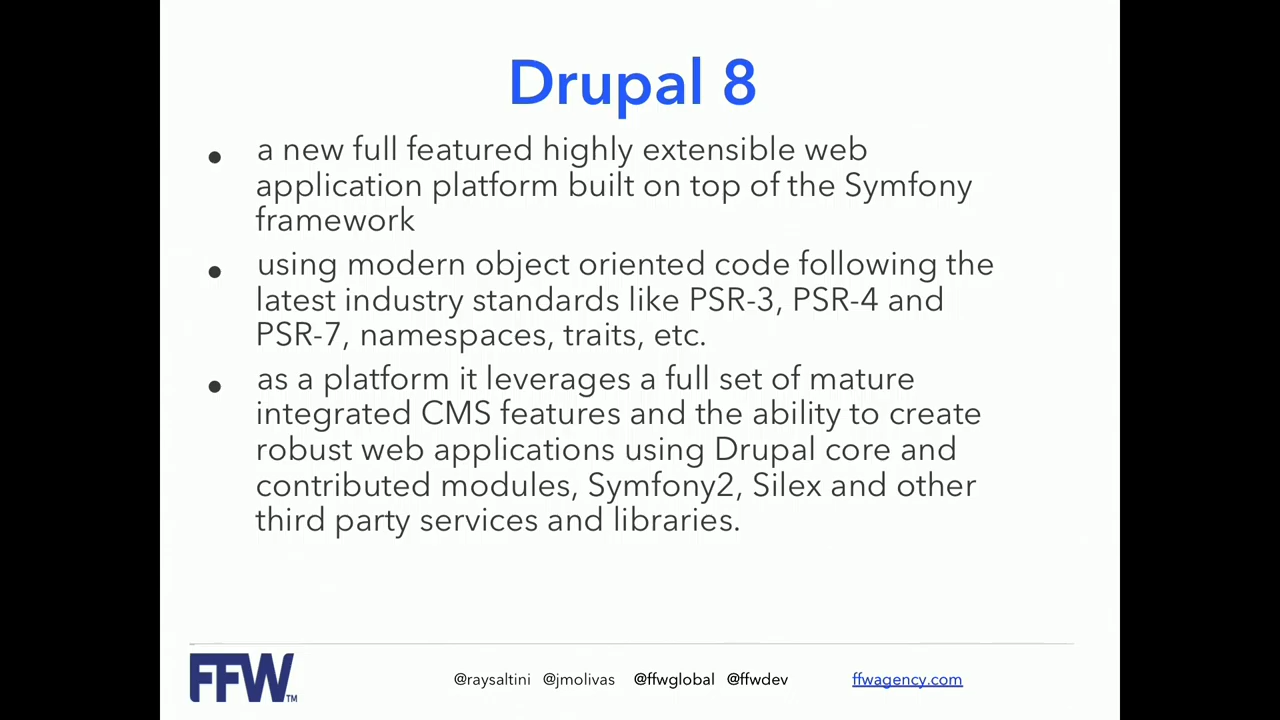 Drupal 8
• a new full featured highly extensible web
application platform built on top of the Symfony
framework
• using modern object oriented code following the
latest industry standards like PSR-3, PSR-4 and
PSR-7, namespaces, traits, etc.
• as a platform it leverages a full set of mature
integrated CMS features and the ability to create
robust web applications using Drupal core and
contributed modules, Symfony2, Silex and other
third party services and libraries.
FFW™ @raysaltini @jmolivas @ffwglobal @ffwdev ffwagency.com